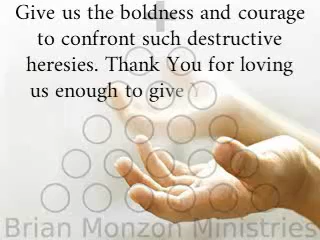 Give us the boldness and courage
to confront such destructive
heresies. Thank You for loving
us enough to give Y
Brian Monzon Ministries